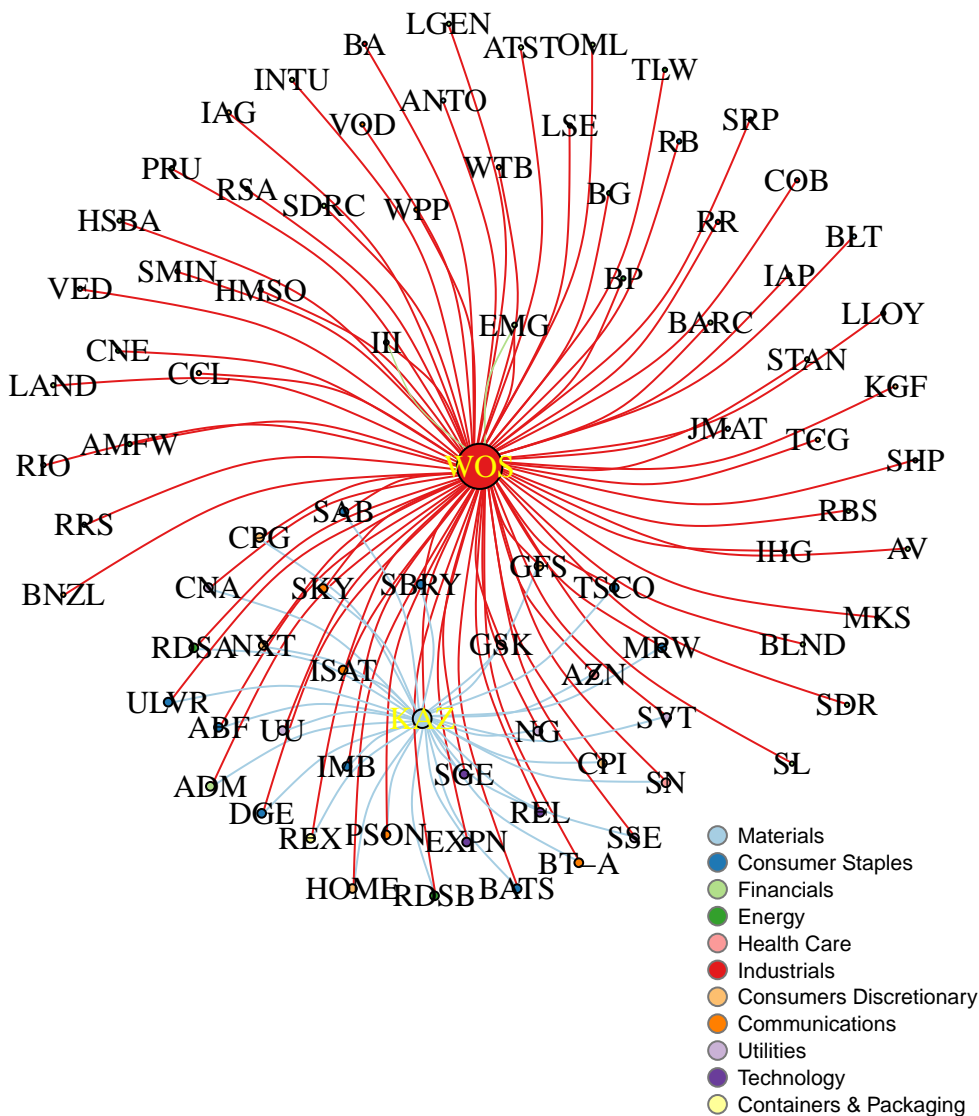 LGEN
BA
ATST
OML
TLW
INTU
ANTO
IAG
VOD
LSE
SRP
RB
PRU
WTB
RSA
SDRC
WPP
BG
COB
HSBA
RR
BLT
SMIN
VED
HMSO
BP
IAP
III
EMG
BARC
LLOY
CNE
CCL
STAN
LAND
KGF
AMFW
JMAT
TCG
RIO
WOS
SHP
SAB
RBS
RRS
CPG
IHG
AV
BNZL
CNA
SKY
SBRY
GFS
TSCO
MKS
RDSA
NXT
GSK
MRW
BLND
ISAT
AZN
ULVR
SDR
ABF
UU
KAZ
NG
SVT
IMB
SGE
CPI
SL
ADM
SN
DGE
REX
PSON
EXPN
REL
SSE
BT–A
HOME
RDSB
BATS
Materials
Consumer Staples
Financials
Energy
Health Care
Industrials
Consumers Discretionary
Communications
Utilities
Technology
Containers & Packaging